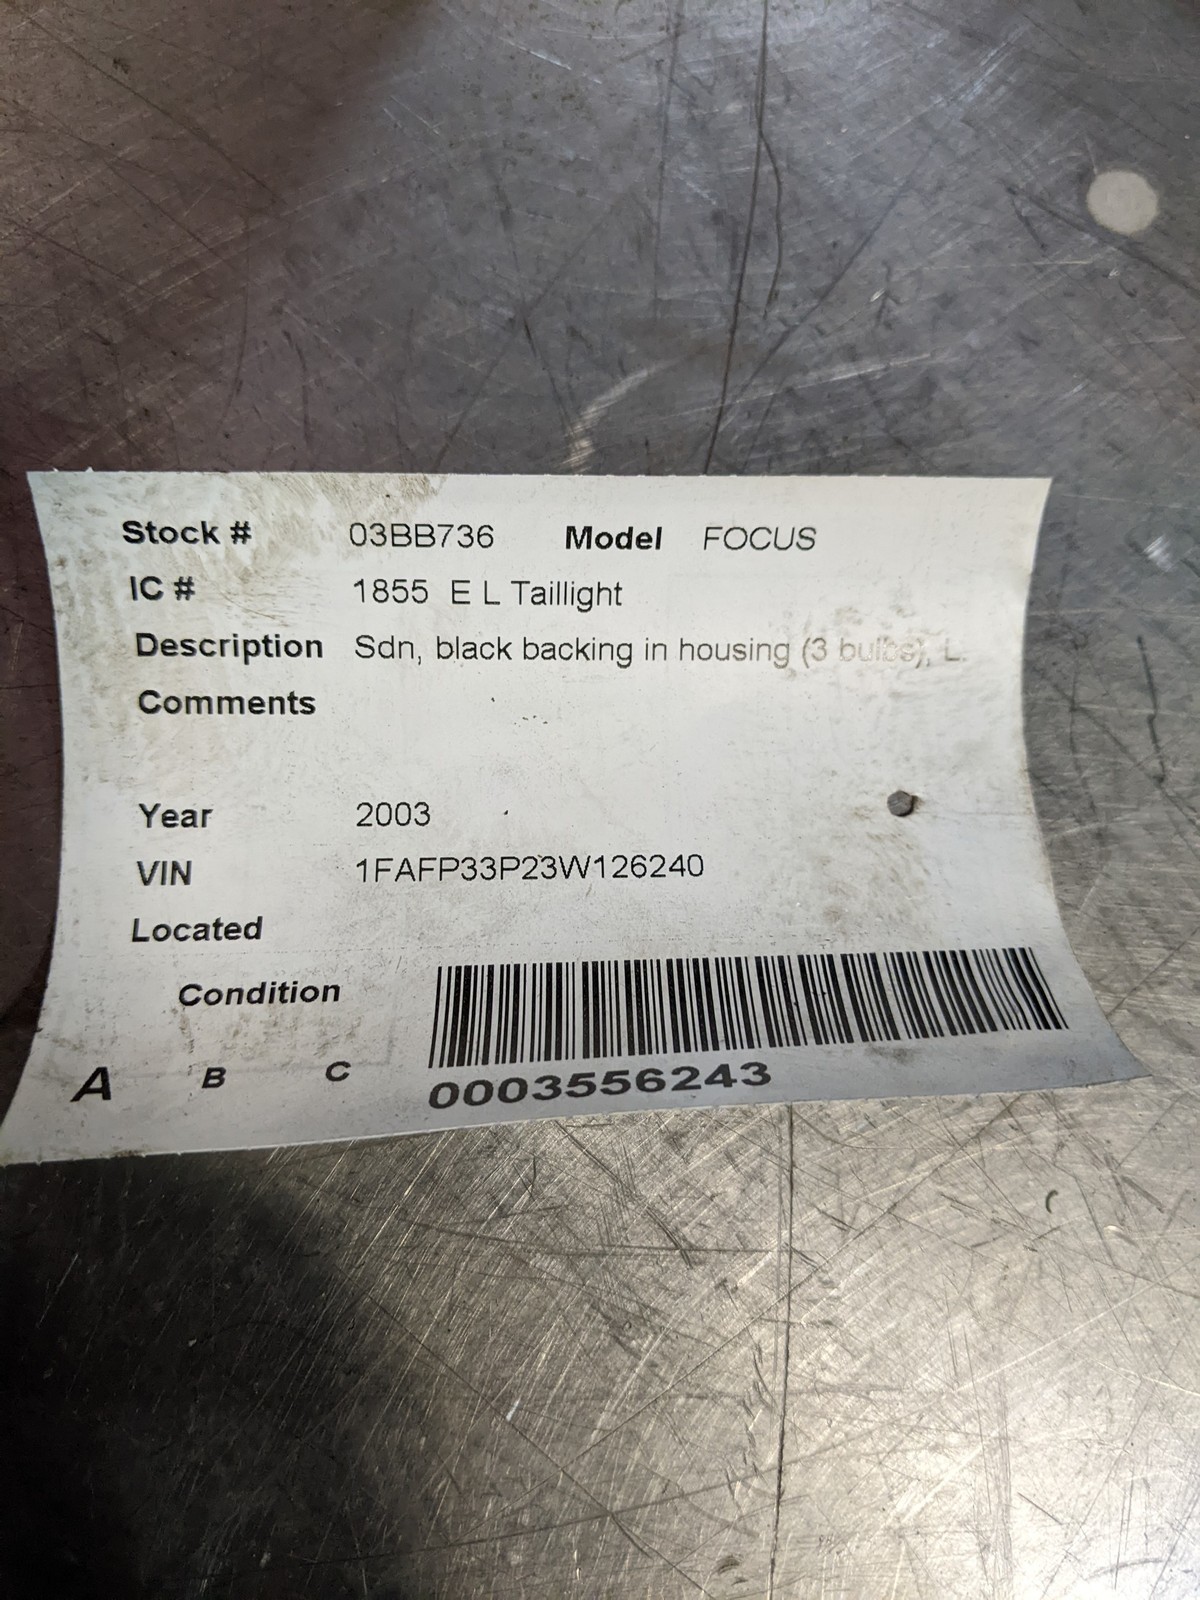 Stock # 03BB736 Model FOCUS
IC # 1855 E L Taillight
Description Sdn, black backing in housing (3 bulbs), L.
Comments
Year 2003
VIN 1FAFP33P23W126240
Located
Condition
A B C
0003556243